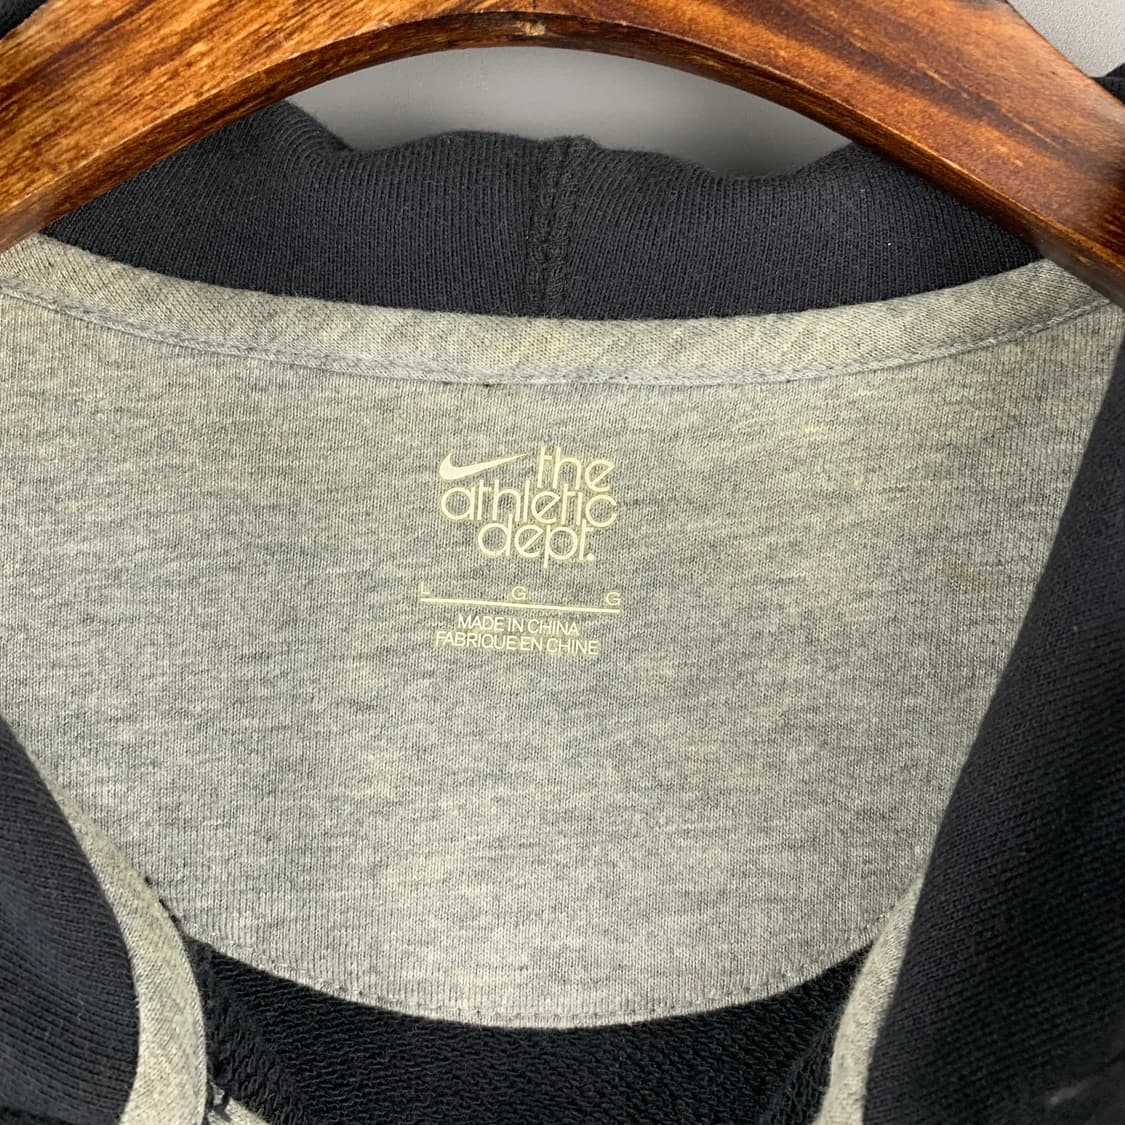 the
athletic
dept.
L G G
MADE IN CHINA
FABRIQUE EN CHINE